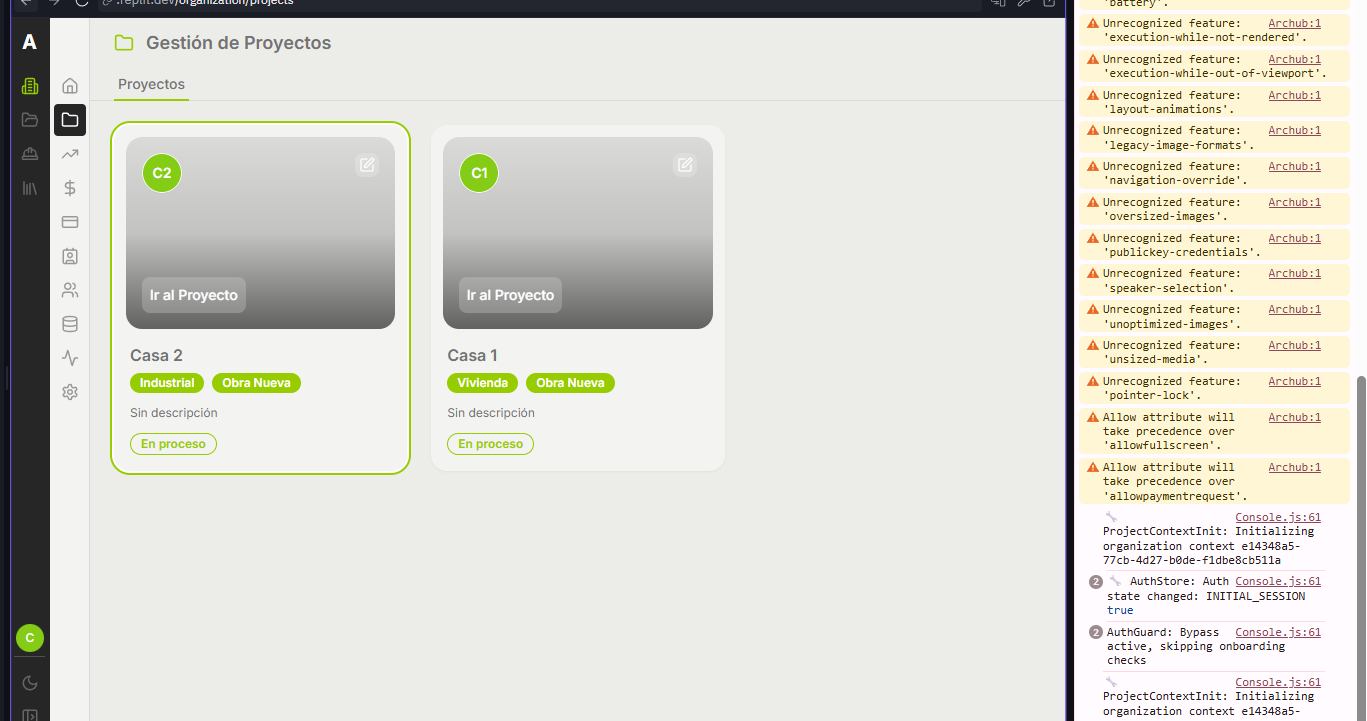 .replit.dev/organization/projects
A
Gestión de Proyectos
Proyectos
C2
Ir al Proyecto
Casa 2
Industrial
Obra Nueva
Sin descripción
En proceso
C1
Ir al Proyecto
Casa 1
Vivienda
Obra Nueva
Sin descripción
En proceso
C
'battery'.
Unrecognized feature: Archub:1
'execution-while-not-rendered'.
Unrecognized feature: Archub:1
'execution-while-out-of-viewport'.
Unrecognized feature: Archub:1
'layout-animations'.
Unrecognized feature: Archub:1
'legacy-image-formats'.
Unrecognized feature: Archub:1
'navigation-override'.
Unrecognized feature: Archub:1
'oversized-images'.
Unrecognized feature: Archub:1
'publickey-credentials'.
Unrecognized feature: Archub:1
'speaker-selection'.
Unrecognized feature: Archub:1
'unoptimized-images'.
Unrecognized feature: Archub:1
'unsized-media'.
Unrecognized feature: Archub:1
'pointer-lock'.
Allow attribute will Archub:1
take precedence over
'allowfullscreen'.
Allow attribute will Archub:1
take precedence over
'allowpaymentrequest'.
Console.js:61
ProjectContextInit: Initializing
organization context e14348a5-
77cb-4d27-b0de-f1dbe8cb511a
2 AuthStore: Auth Console.js:61
state changed: INITIAL_SESSION
true
2 AuthGuard: Bypass Console.js:61
active, skipping onboarding
checks
Console.js:61
ProjectContextInit: Initializing
organization context e14348a5-